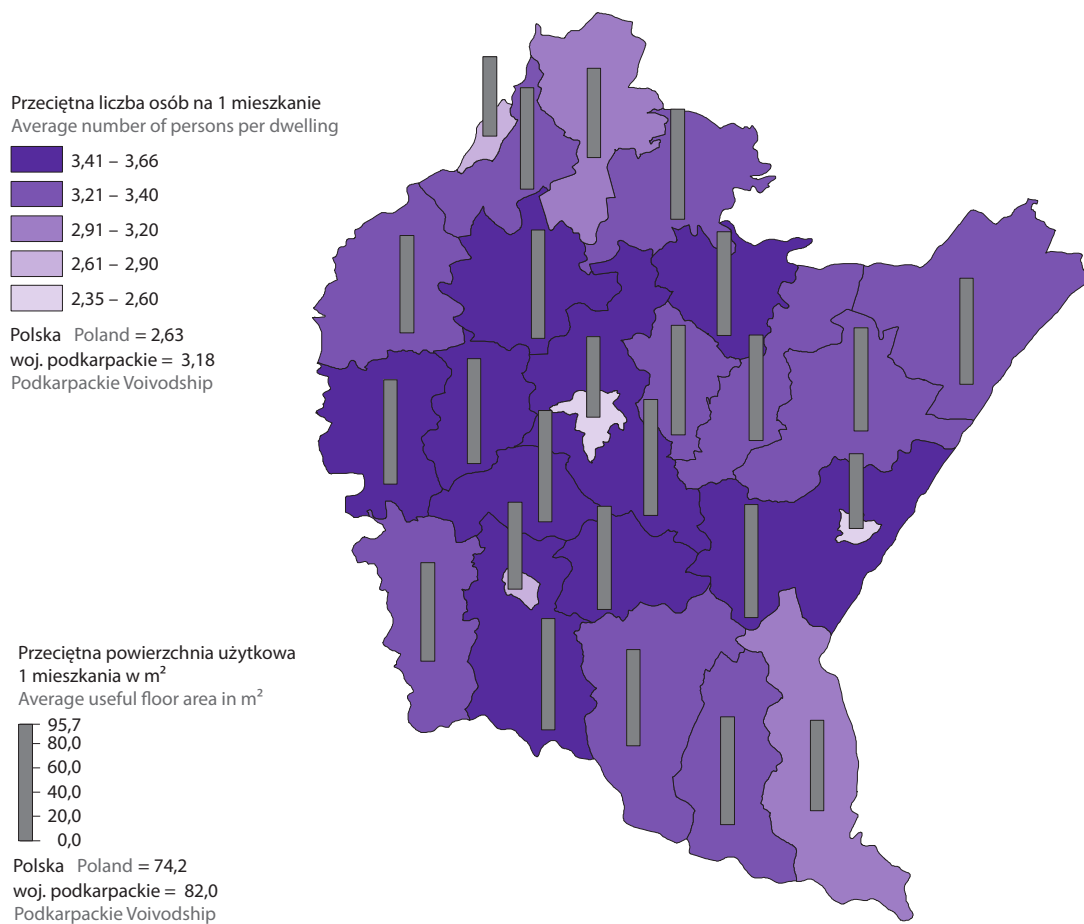 Przeciętna liczba osób na 1 mieszkanie
Average number of persons per dwelling
3,41 – 3,66
3,21 – 3,40
2,91 – 3,20
2,61 – 2,90
2,35 – 2,60
Polska Poland = 2,63
woj. podkarpackie = 3,18
Podkarpackie Voivodship
Przeciętna powierzchnia użytkowa
1 mieszkania w m²
Average useful floor area in m²
95,7
80,0
60,0
40,0
20,0
0,0
Polska Poland = 74,2
woj. podkarpackie = 82,0
Podkarpackie Voivodship